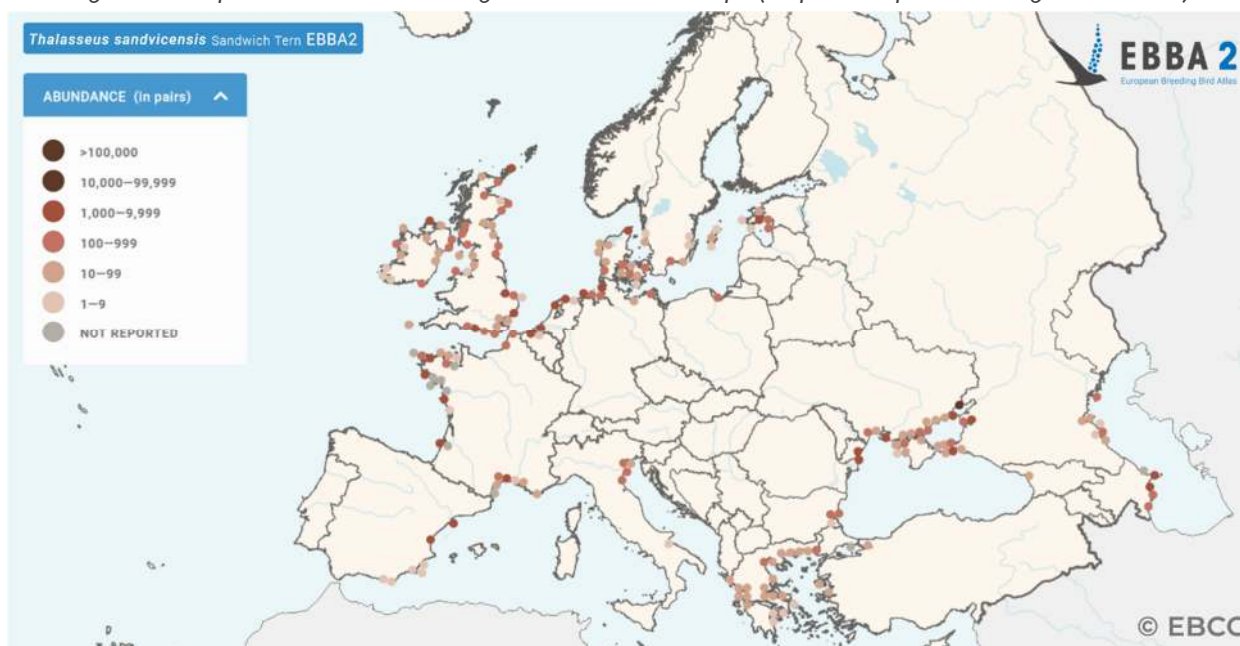 Thalasseus sandvicensis Sandwich Tern EBBA2
EBBA 2
European Breeding Bird Atlas
ABUNDANCE (in pairs)
>100,000
10,000–99,999
1,000–9,999
100–999
10–99
1–9
NOT REPORTED
© EBCC